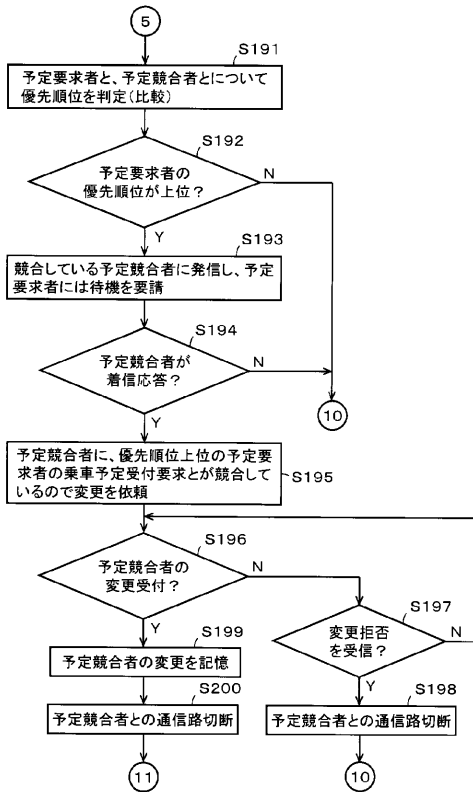 5
S191
予定要求者と、予定競合者とについて
優先順位を判定(比較)
S192
予定要求者の
優先順位が上位?
N
Y
S193
競合している予定競合者に発信し、予定
要求者には待機を要請
S194
予定競合者が
着信応答?
N
Y
10
予定競合者に、優先順位上位の予定要
求者の乗車予定受付要求とが競合して
いるので変更を依頼
S195
S196
予定競合者の
変更受付?
N
Y
S197
変更拒否
を受信?
N
Y
S199
予定競合者の変更を記憶
S200
予定競合者との通信路切断
11
S198
予定競合者との通信路切断
10